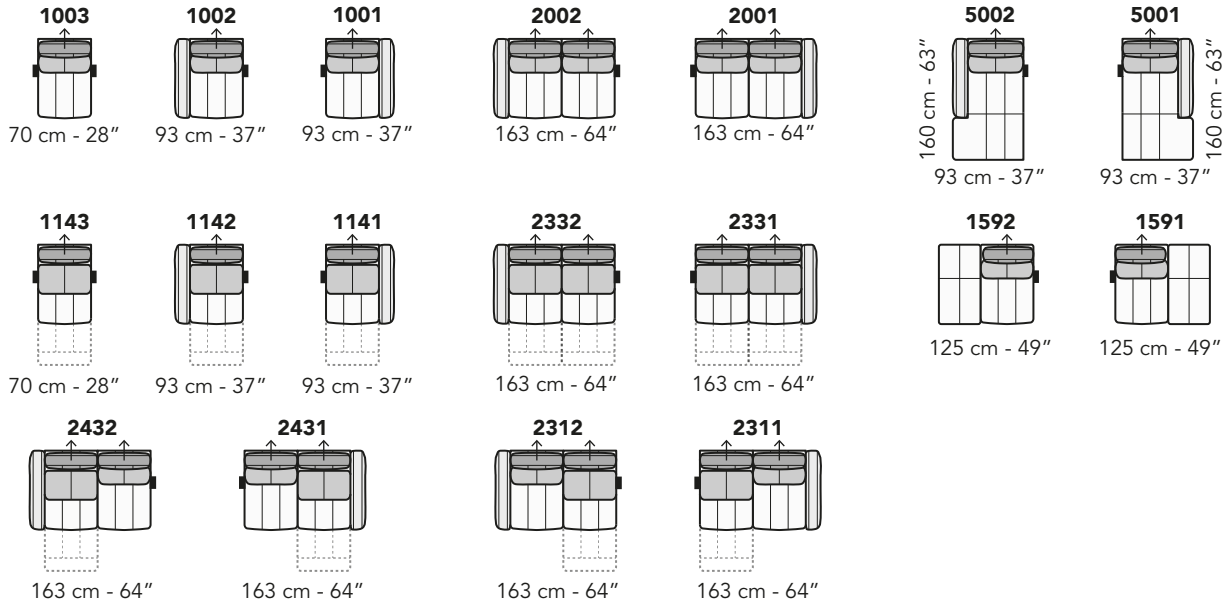 1003 1002 1001 2002 2001 5002 5001
160 cm - 63”
160 cm - 63”
70 cm - 28” 93 cm - 37” 93 cm - 37” 163 cm - 64” 163 cm - 64”
93 cm - 37” 93 cm - 37”
1143 1142 1141 2332 2331 1592 1591
125 cm - 49” 125 cm - 49”
70 cm - 28” 93 cm - 37” 93 cm - 37” 163 cm - 64” 163 cm - 64”
2432 2431 2312 2311
163 cm - 64” 163 cm - 64” 163 cm - 64” 163 cm - 64”